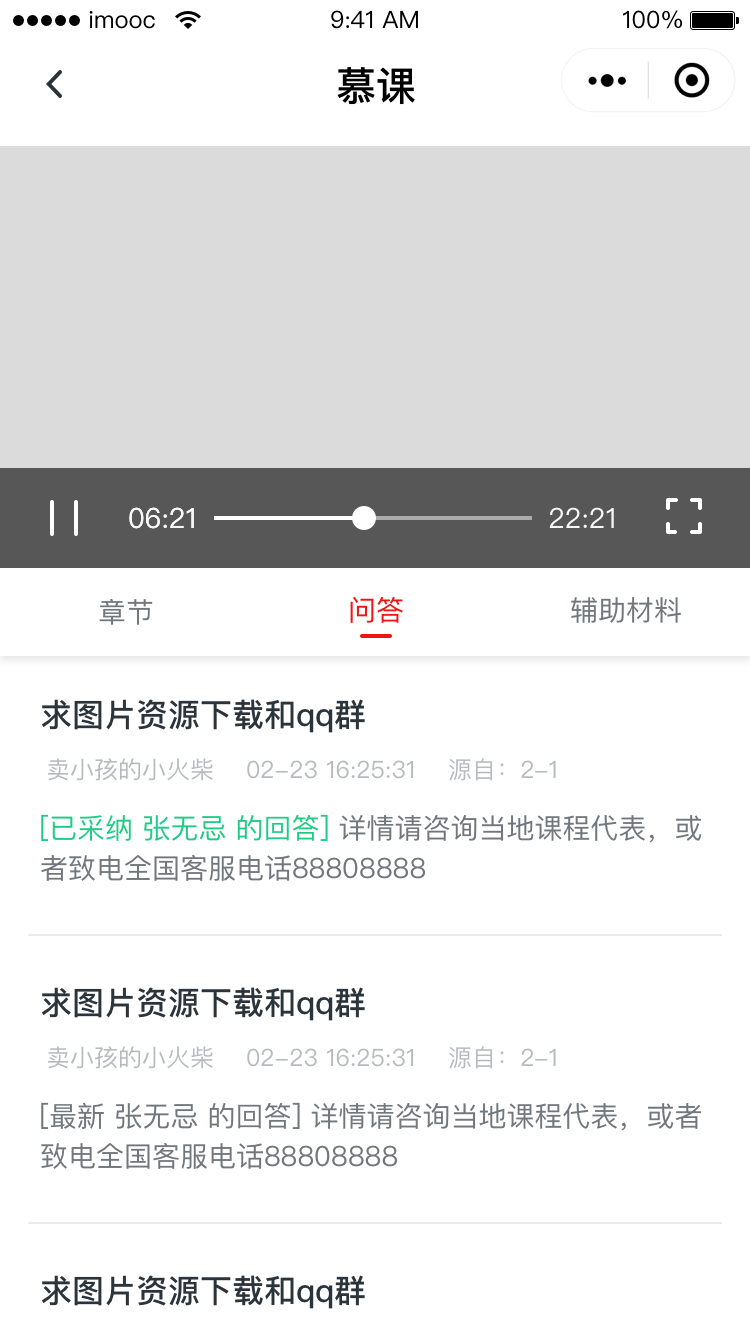 imooc 9:41 AM 100%
慕课
06:21 22:21
章节 问答 辅助材料
求图片资源下载和qq群
卖小孩的小火柴 02-23 16:25:31 源自：2-1
[已采纳 张无忌 的回答] 详情请咨询当地课程代表，或
者致电全国客服电话88808888
求图片资源下载和qq群
卖小孩的小火柴 02-23 16:25:31 源自：2-1
[最新 张无忌 的回答] 详情请咨询当地课程代表，或者
致电全国客服电话88808888
求图片资源下载和qq群